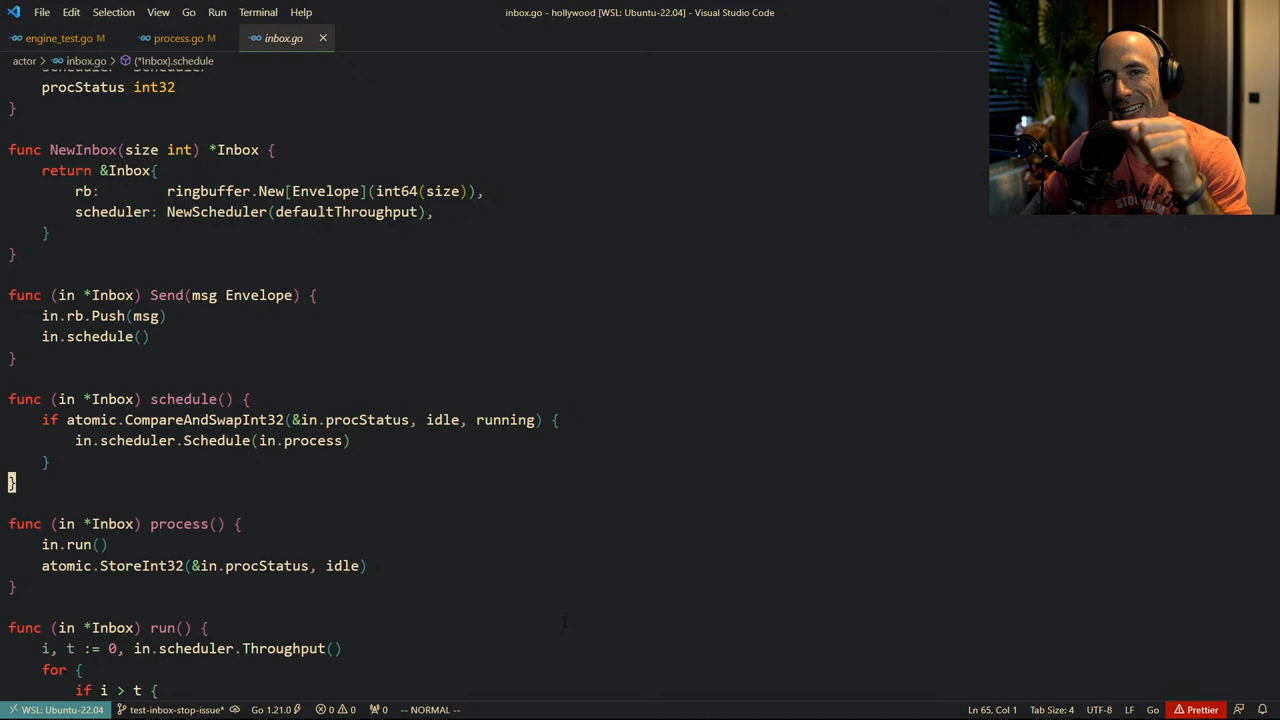 File Edit Selection View Go Run Terminal Help
inbox.go - hollywood [WSL: Ubuntu-22.04] - Visual Studio Code
engine_test.go M process.go M inbox.go
actor > inbox.go > (*Inbox).schedule
scheduler Scheduler
procStatus int32
}
func NewInbox(size int) *Inbox {
return &Inbox{
rb: ringbuffer.New[Envelope](int64(size)),
scheduler: NewScheduler(defaultThroughput),
}
}
func (in *Inbox) Send(msg Envelope) {
in.rb.Push(msg)
in.schedule()
}
func (in *Inbox) schedule() {
if atomic.CompareAndSwapInt32(&in.procStatus, idle, running) {
in.scheduler.Schedule(in.process)
}
}
func (in *Inbox) process() {
in.run()
atomic.StoreInt32(&in.procStatus, idle)
}
func (in *Inbox) run() {
i, t := 0, in.scheduler.Throughput()
for {
if i > t {
WSL: Ubuntu-22.04 test-inbox-stop-issue* Go 1.21.0 0 0 0 -- NORMAL -- Ln 65, Col 1 Tab Size: 4 UTF-8 LF Go Prettier
STOCKHOLM